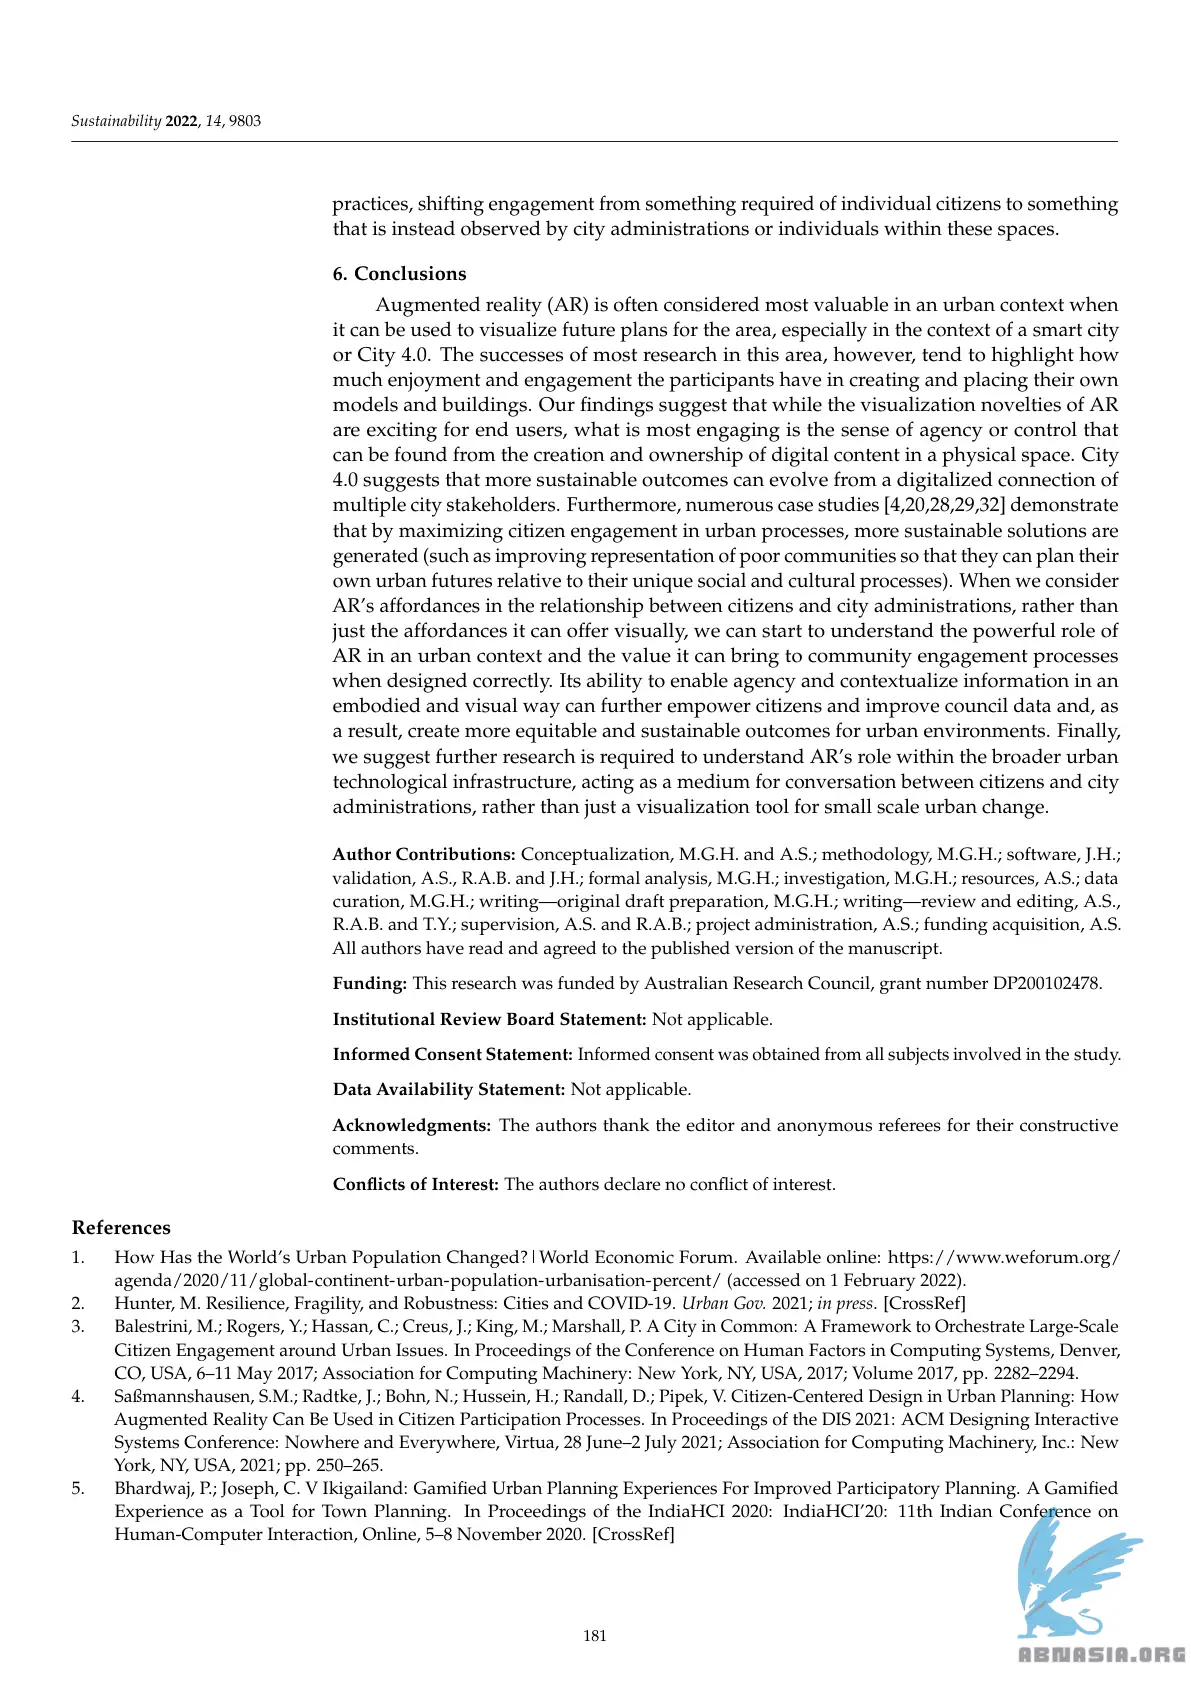 Sustainability 2022, 14, 9803
practices, shifting engagement from something required of individual citizens to something
that is instead observed by city administrations or individuals within these spaces.
6. Conclusions
Augmented reality (AR) is often considered most valuable in an urban context when
it can be used to visualize future plans for the area, especially in the context of a smart city
or City 4.0. The successes of most research in this area, however, tend to highlight how
much enjoyment and engagement the participants have in creating and placing their own
models and buildings. Our findings suggest that while the visualization novelties of AR
are exciting for end users, what is most engaging is the sense of agency or control that
can be found from the creation and ownership of digital content in a physical space. City
4.0 suggests that more sustainable outcomes can evolve from a digitalized connection of
multiple city stakeholders. Furthermore, numerous case studies [4,20,28,29,32] demonstrate
that by maximizing citizen engagement in urban processes, more sustainable solutions are
generated (such as improving representation of poor communities so that they can plan their
own urban futures relative to their unique social and cultural processes). When we consider
AR's affordances in the relationship between citizens and city administrations, rather than
just the affordances it can offer visually, we can start to understand the powerful role of
AR in an urban context and the value it can bring to community engagement processes
when designed correctly. Its ability to enable agency and contextualize information in an
embodied and visual way can further empower citizens and improve council data and, as
a result, create more equitable and sustainable outcomes for urban environments. Finally,
we suggest further research is required to understand AR's role within the broader urban
technological infrastructure, acting as a medium for conversation between citizens and city
administrations, rather than just a visualization tool for small scale urban change.
Author Contributions: Conceptualization, M.G.H. and A.S.; methodology, M.G.H.; software, J.H.;
validation, A.S., R.A.B. and J.H.; formal analysis, M.G.H.; investigation, M.G.H.; resources, A.S.; data
curation, M.G.H.; writing—original draft preparation, M.G.H.; writing—review and editing, A.S.,
R.A.B. and T.Y.; supervision, A.S. and R.A.B.; project administration, A.S.; funding acquisition, A.S.
All authors have read and agreed to the published version of the manuscript.
Funding: This research was funded by Australian Research Council, grant number DP200102478.
Institutional Review Board Statement: Not applicable.
Informed Consent Statement: Informed consent was obtained from all subjects involved in the study.
Data Availability Statement: Not applicable.
Acknowledgments: The authors thank the editor and anonymous referees for their constructive
comments.
Conflicts of Interest: The authors declare no conflict of interest.
References
1. How Has the World's Urban Population Changed?|World Economic Forum. Available online: https://www.weforum.org/
agenda/2020/11/global-continent-urban-population-urbanisation-percent/ (accessed on 1 February 2022).
2. Hunter, M. Resilience, Fragility, and Robustness: Cities and COVID-19. Urban Gov. 2021; in press. [CrossRef]
3. Balestrini, M.; Rogers, Y.; Hassan, C.; Creus, J.; King, M.; Marshall, P. A City in Common: A Framework to Orchestrate Large-Scale
Citizen Engagement around Urban Issues. In Proceedings of the Conference on Human Factors in Computing Systems, Denver,
CO, USA, 6–11 May 2017; Association for Computing Machinery: New York, NY, USA, 2017; Volume 2017, pp. 2282–2294.
4. Saßmannshausen, S.M.; Radtke, J.; Bohn, N.; Hussein, H.; Randall, D.; Pipek, V. Citizen-Centered Design in Urban Planning: How
Augmented Reality Can Be Used in Citizen Participation Processes. In Proceedings of the DIS 2021: ACM Designing Interactive
Systems Conference: Nowhere and Everywhere, Virtua, 28 June–2 July 2021; Association for Computing Machinery, Inc.: New
York, NY, USA, 2021; pp. 250–265.
5. Bhardwaj, P.; Joseph, C. V Ikigailand: Gamified Urban Planning Experiences For Improved Participatory Planning. A Gamified
Experience as a Tool for Town Planning. In Proceedings of the IndiaHCI 2020: IndiaHCI'20: 11th Indian Conference on
Human-Computer Interaction, Online, 5–8 November 2020. [CrossRef]
181
ABNASIA.ORG